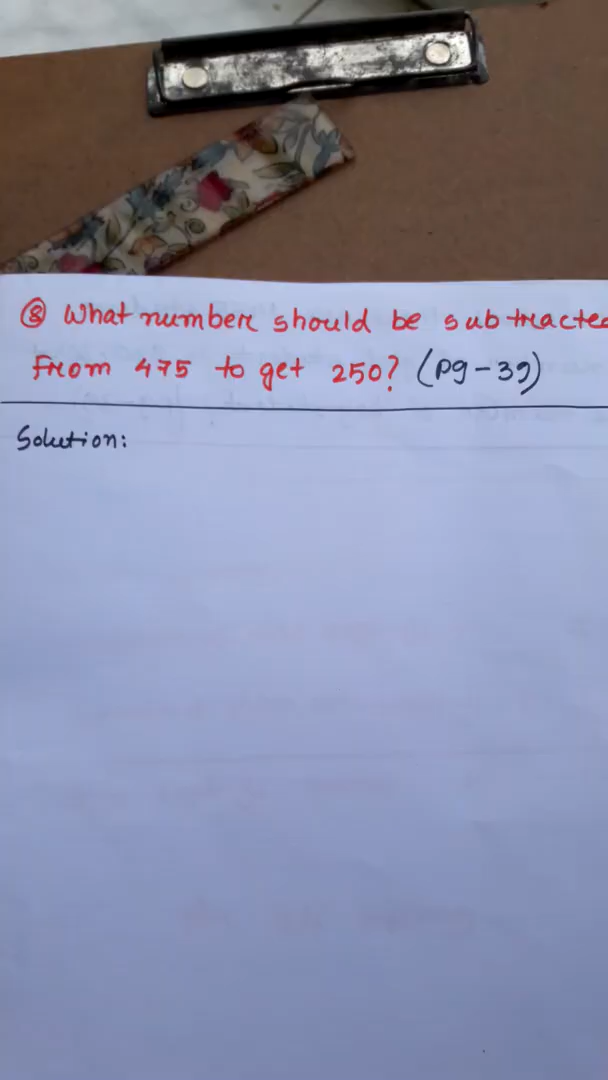 ⑧ What number should be subtracted
from 475 to get 250? (pg-39)
Solution: